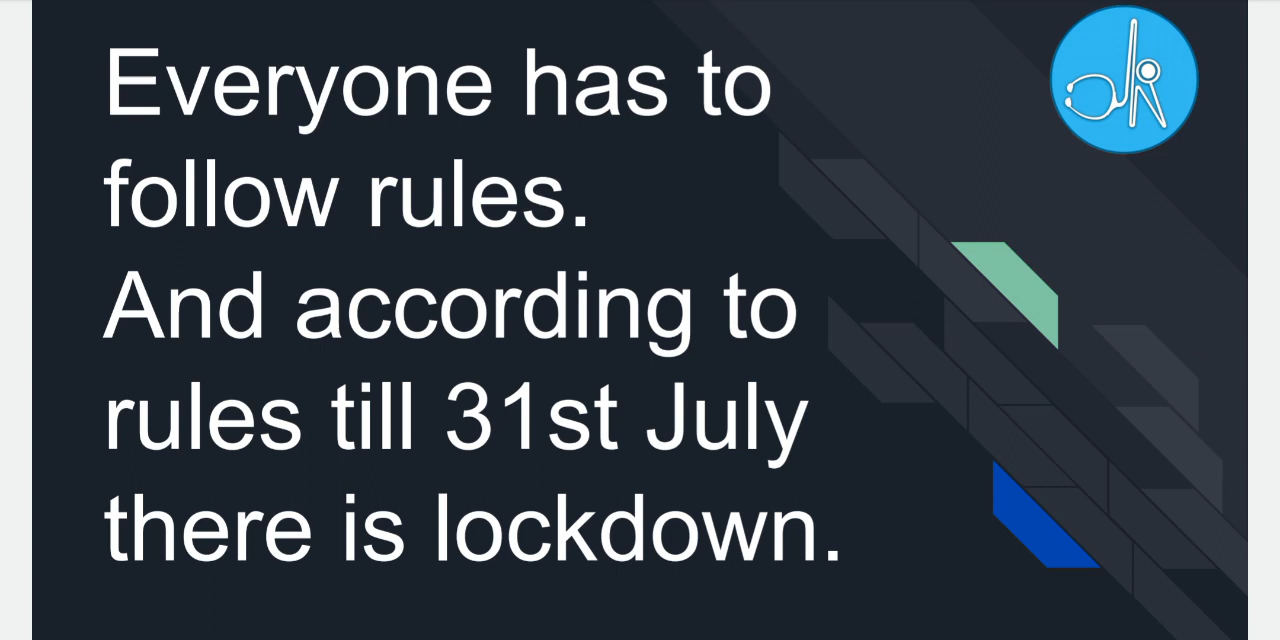 Everyone has to
follow rules.
And according to
rules till 31st July
there is lockdown.